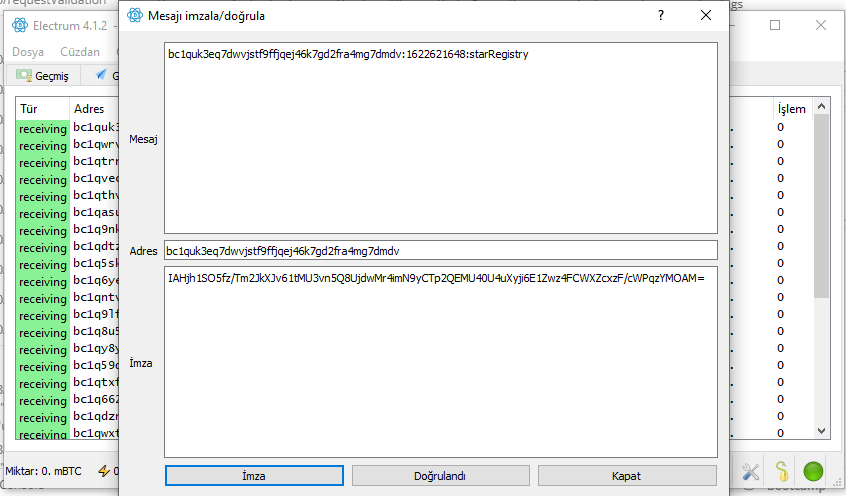 /requestValidation
gs
Electrum 4.1.2 -
Mesajı imzala/doğrula
?
Dosya Cüzdan
Geçmiş
G
Tür Adres
İşlem
receiving bc1quk3 0
receiving bc1qwrv 0
receiving bc1qtrr 0
receiving bc1qvec 0
receiving bc1qthv 0
receiving bc1qasu 0
receiving bc1q9nk 0
receiving bc1qdtz 0
receiving bc1q5sk 0
receiving bc1q6ye 0
receiving bc1qntv 0
receiving bc1q9lf 0
receiving bc1q8u5 0
receiving bc1qy8y 0
receiving bc1q59 0
receiving bc1qtxf 0
receiving bc1q662 0
receiving bc1qdzr 0
receiving bc1qwxt 0
Mesaj
bc1quk3eq7dwvjstf9ffjqej46k7gd2fra4mg7dmdv:1622621648:starRegistry
Adres bc1quk3eq7dwvjstf9ffjqej46k7gd2fra4mg7dmdv
İmza
IAHjh1SO5fz/Tm2JkXJv61tMU3vn5Q8UjdwMr4imN9yCTp2QEMU40U4uXyji6E1Zwz4FCWXZcxzF/cWPqzYMOAM=
İmza Doğrulandı Kapat
Miktar: 0. mBTC 0
Bootcamp